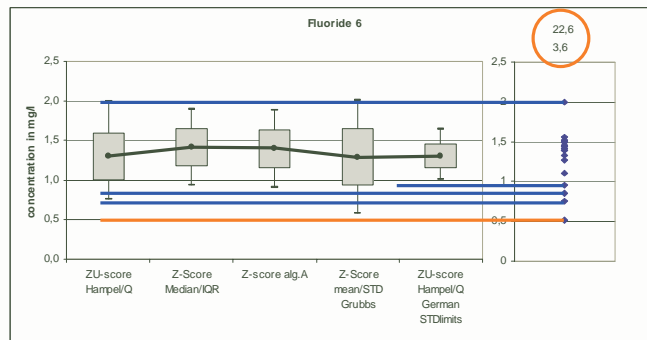 Fluoride 6
22,6
3,6
concentration in mg/l
2,5
2,0
1,5
1,0
0,5
0,0
2,5
2
1,5
1
0,5
0
ZU-score
Hampel/Q
Z-Score
Median/IQR
Z-score alg.A
Z-Score
mean/STD
Grubbs
ZU-score
Hampel/Q
German
STDlimits